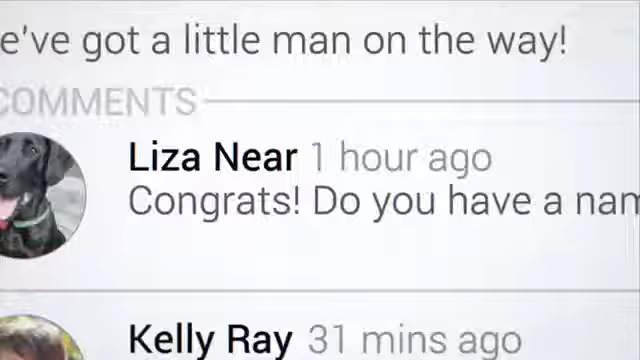 e've got a little man on the way!
COMMENTS
Liza Near 1 hour ago
Congrats! Do you have a nam
Kelly Ray 31 mins ago